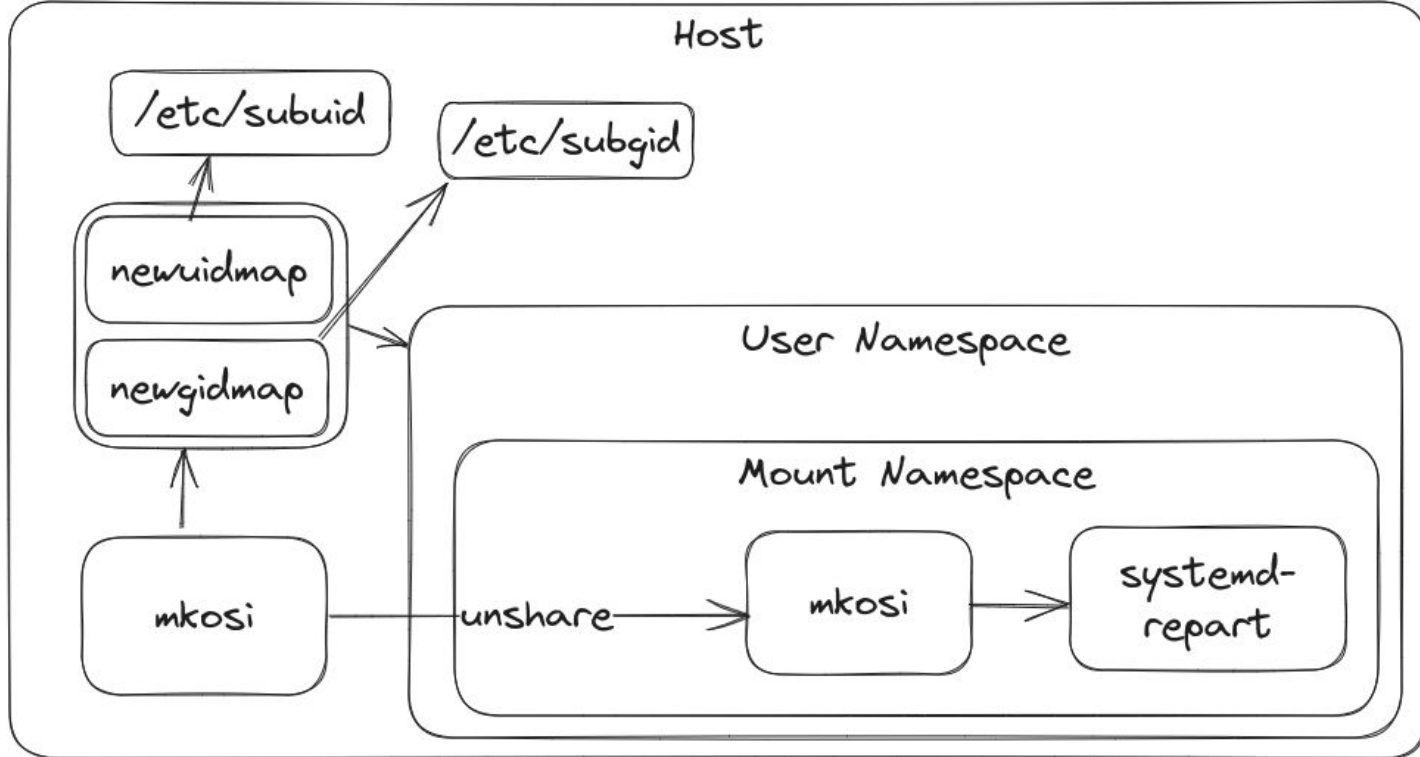 Host
/etc/subuid
/etc/subgid
newuidmap
newgidmap
User Namespace
Mount Namespace
mkosi
unshare
mkosi
systemd-
repart